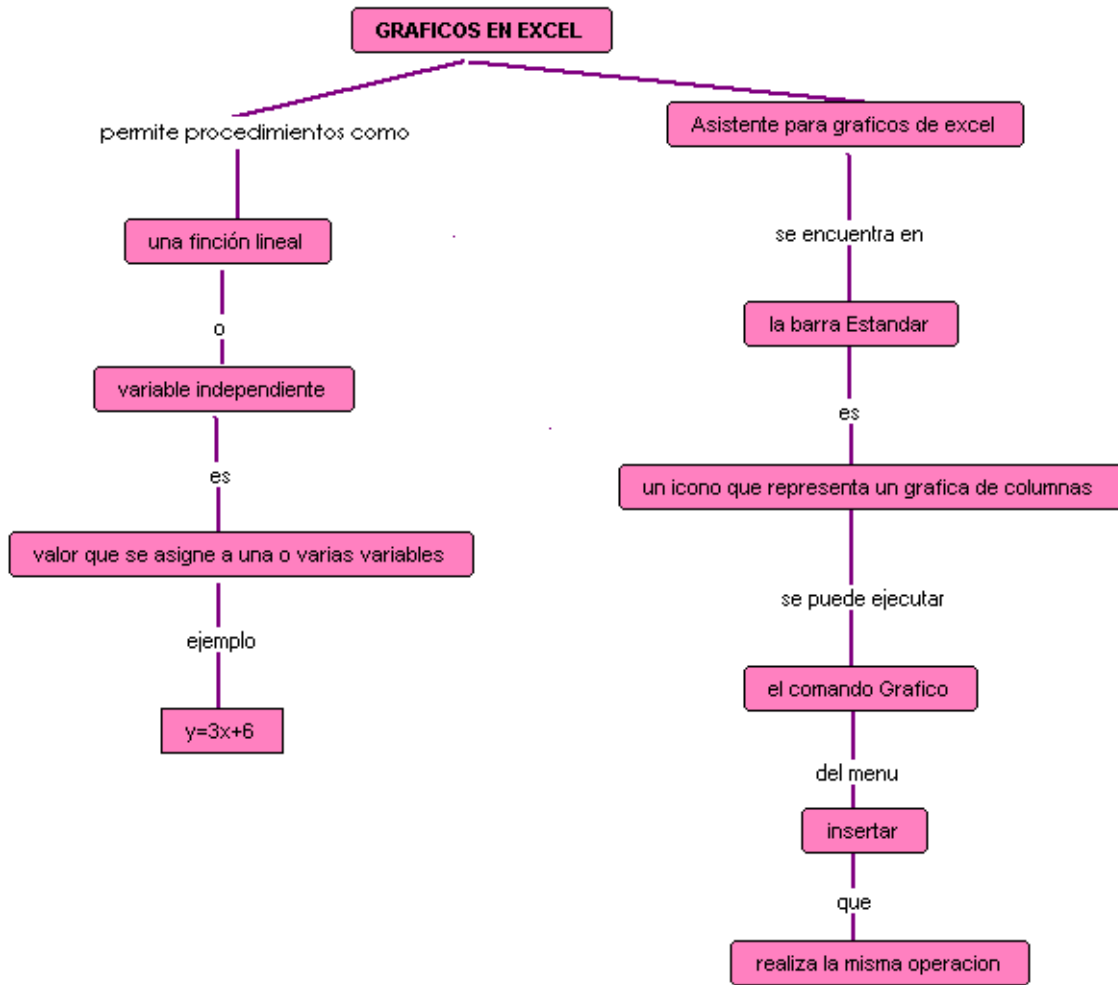 GRAFICOS EN EXCEL
permite procedimientos como
una finción lineal
o
variable independiente
es
valor que se asigne a una o varias variables
ejemplo
y=3x+6
Asistente para graficos de excel
se encuentra en
la barra Estandar
es
un icono que representa un grafica de columnas
se puede ejecutar
el comando Grafico
del menu
insertar
que
realiza la misma operacion